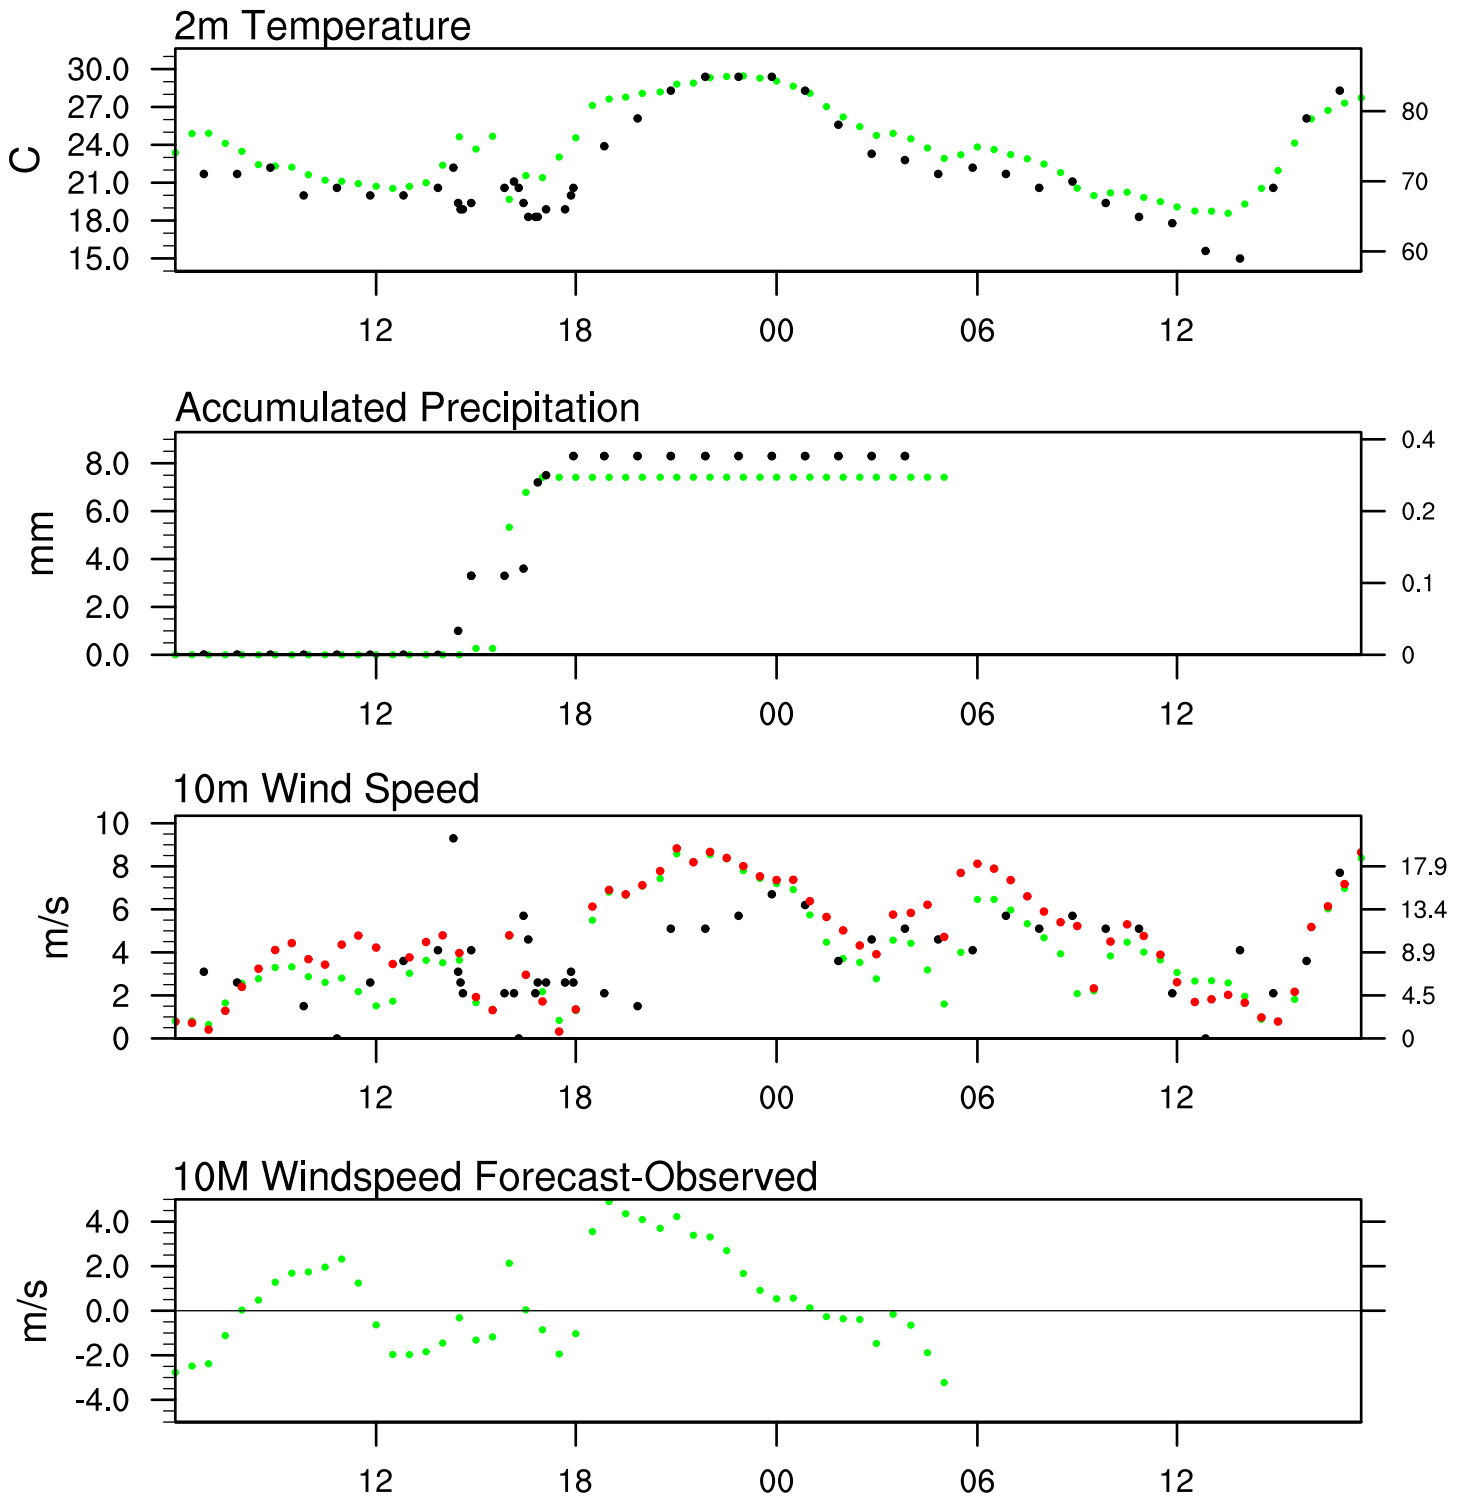 2m Temperature
30.0
27.0
24.0
21.0
18.0
15.0
C
80
70
60
12 18 00 06 12
Accumulated Precipitation
8.0
6.0
4.0
2.0
0.0
mm
0.4
0.2
0.1
0
12 18 00 06 12
10m Wind Speed
10
8
6
4
2
0
m/s
17.9
13.4
8.9
4.5
0
12 18 00 06 12
10M Windspeed Forecast-Observed
4.0
2.0
0.0
-2.0
-4.0
m/s
12 18 00 06 12